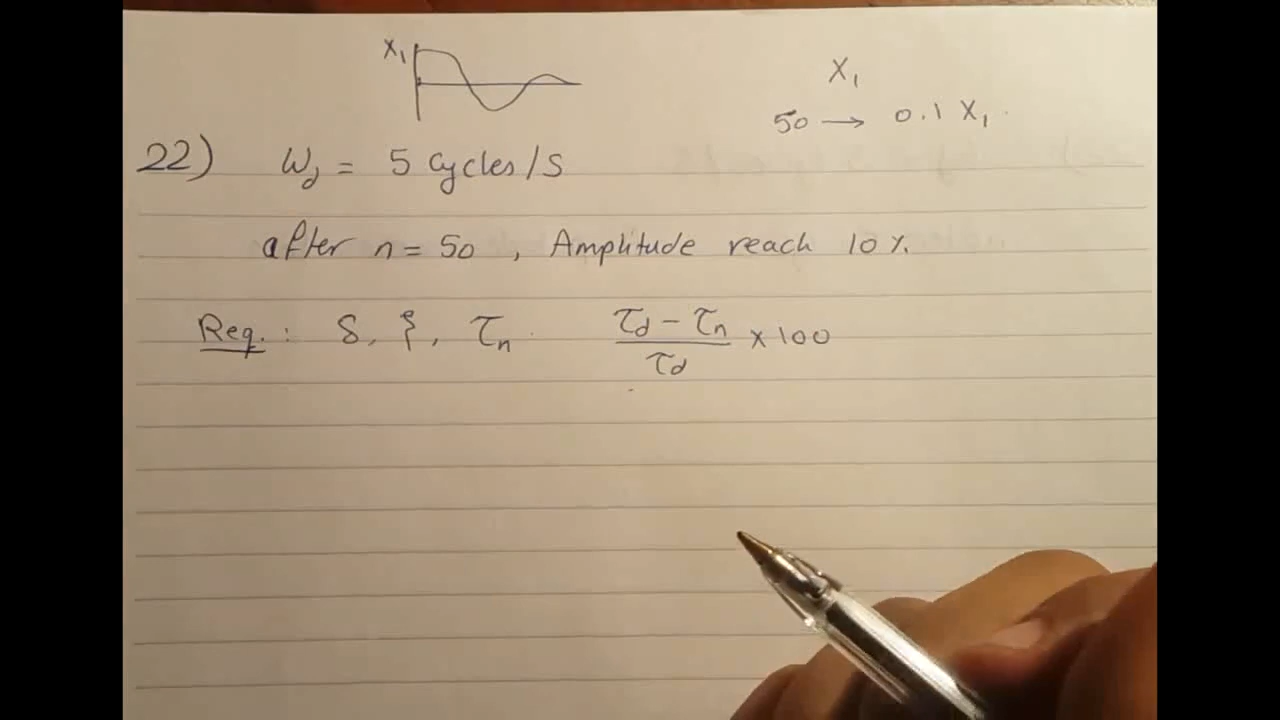 X₁
X₁
50 → 0.1 X₁
22) W_d = 5 Cycles/S
after n = 50, Amplitude reach 10%.
Req. : δ, ξ, τ_n (τ_d − τ_n)/τ_d × 100